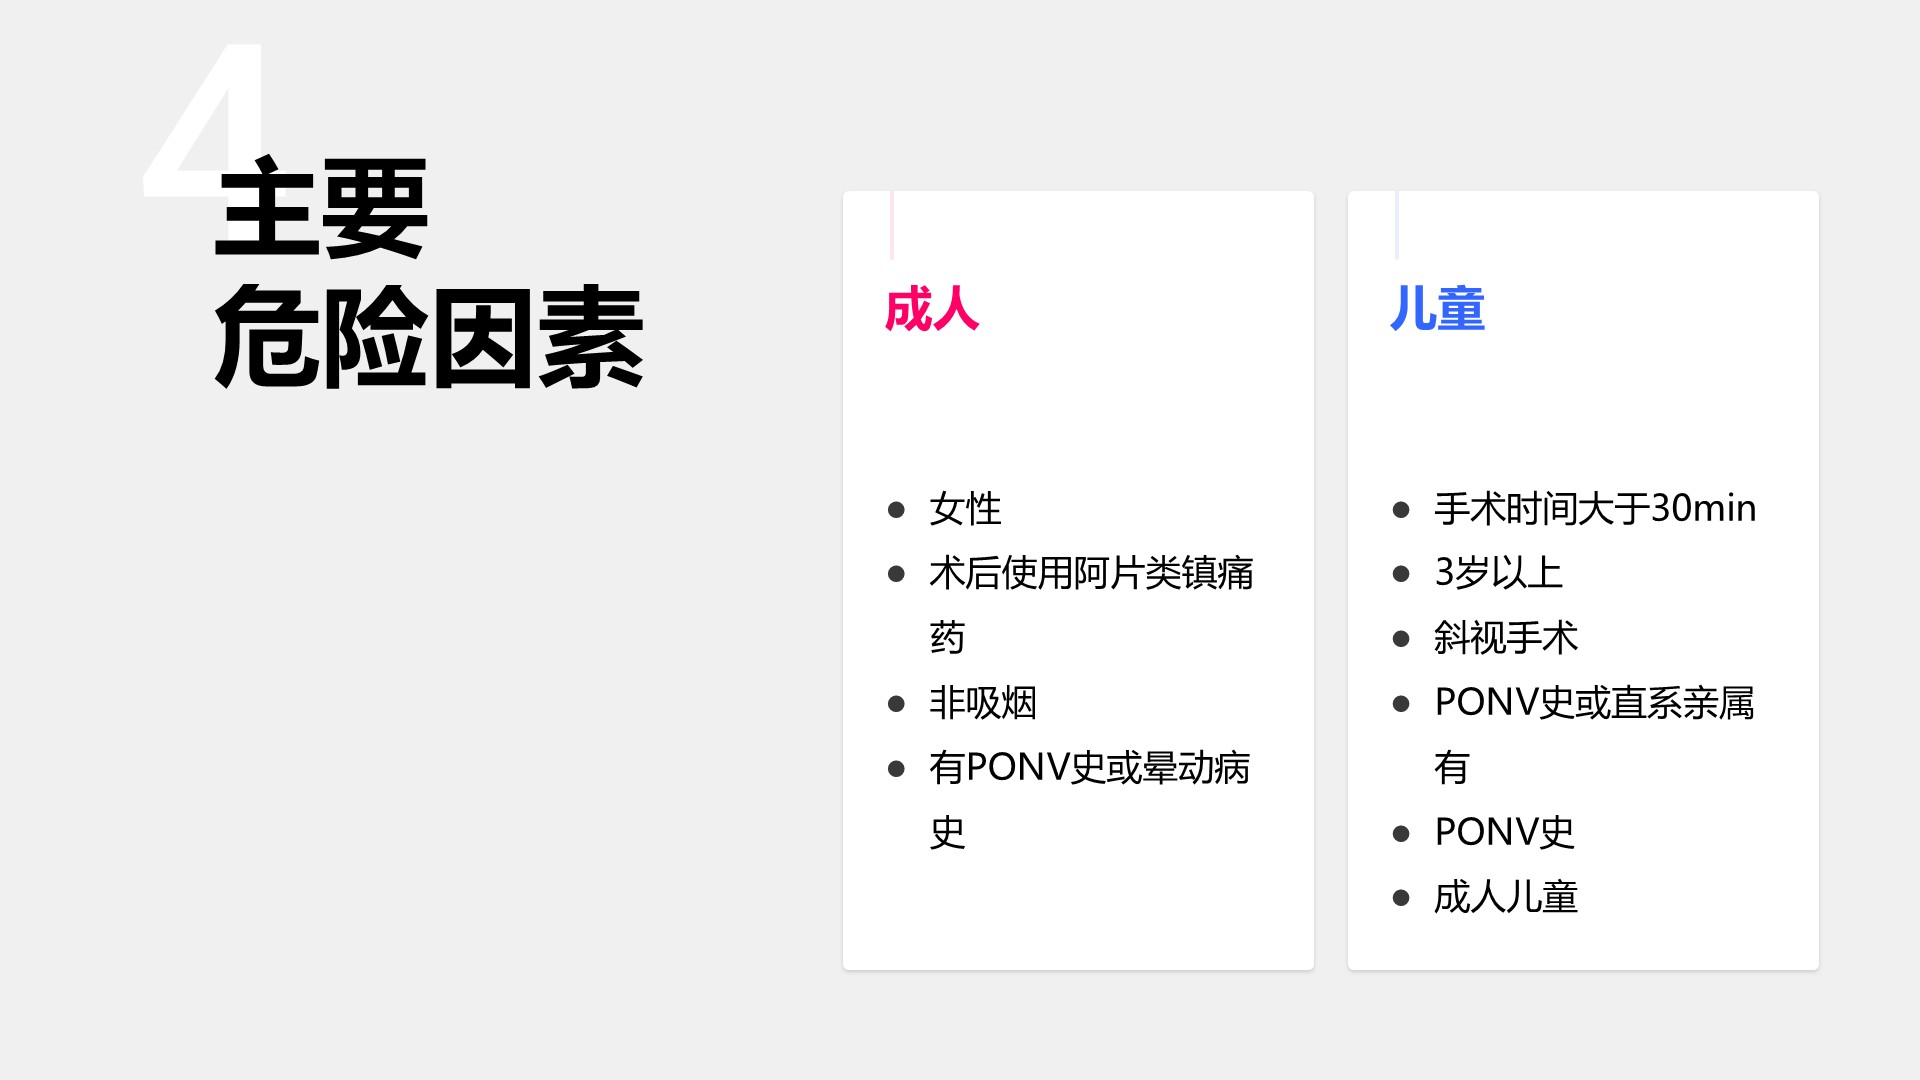 4
主要
危险因素
成人
● 女性
● 术后使用阿片类镇痛
药
● 非吸烟
● 有PONV史或晕动病
史
儿童
● 手术时间大于30min
● 3岁以上
● 斜视手术
● PONV史或直系亲属
有
● PONV史
● 成人儿童